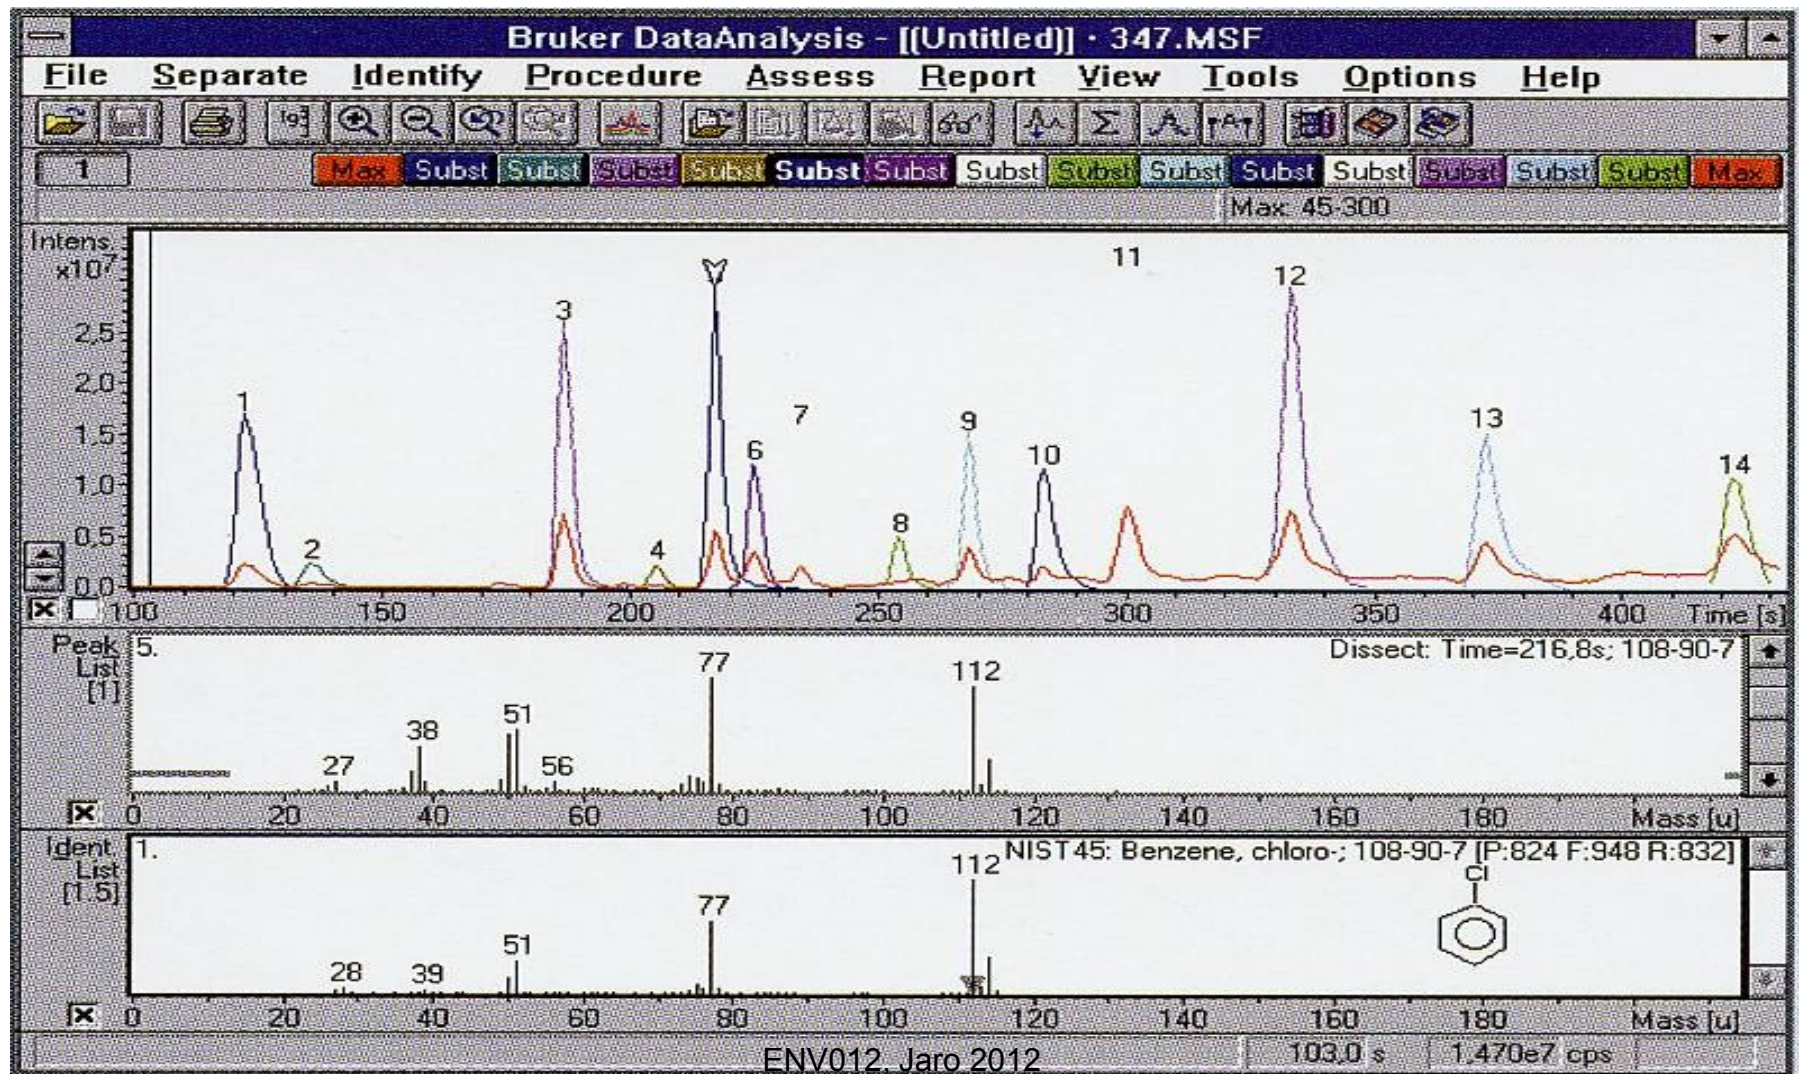 Bruker DataAnalysis - [(Untitled)] · 347.MSF
File Separate Identify Procedure Assess Report View Tools Options Help
1 Max Subst Subst Subst Subst Subst Subst Subst Subst Subst Subst Subst Subst Subst Subst Max
Max: 45-300
Intens.
x10⁷
11
12
3
2,5
2,0
1
7
13
9
1,5
6
10
14
1,0
8
0,5
2
4
0,0
100 150 200 250 300 350 400 Time [s]
Peak List [1]
5.
Dissect: Time=216,8s; 108-90-7
77
112
51
38
27
56
0 20 40 60 80 100 120 140 160 180 Mass [u]
Ident. List [1.5]
1.
NIST45: Benzene, chloro-; 108-90-7 [P:824 F:948 R:832]
112
Cl
77
51
28
39
0 20 40 60 80 100 120 140 160 180 Mass [u]
103,0 s 1,470e7 cps
ENV012, Jaro 2012